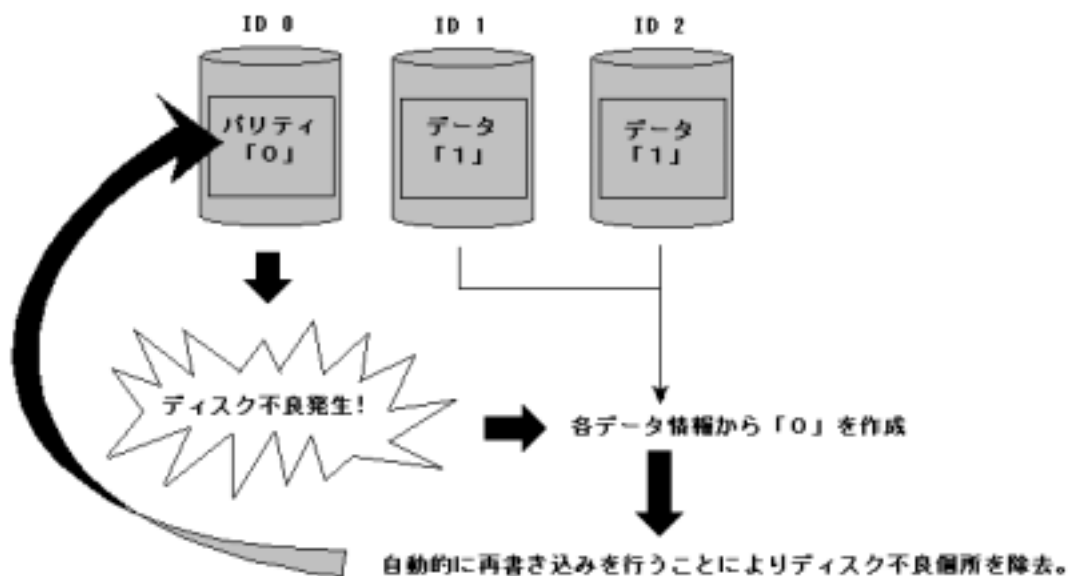 ID 0
ID 1
ID 2
パリティ
「０」
データ
「１」
データ
「１」
ディスク不良発生！
各データ情報から「０」を作成
自動的に再書き込みを行うことによりディスク不良個所を除去。